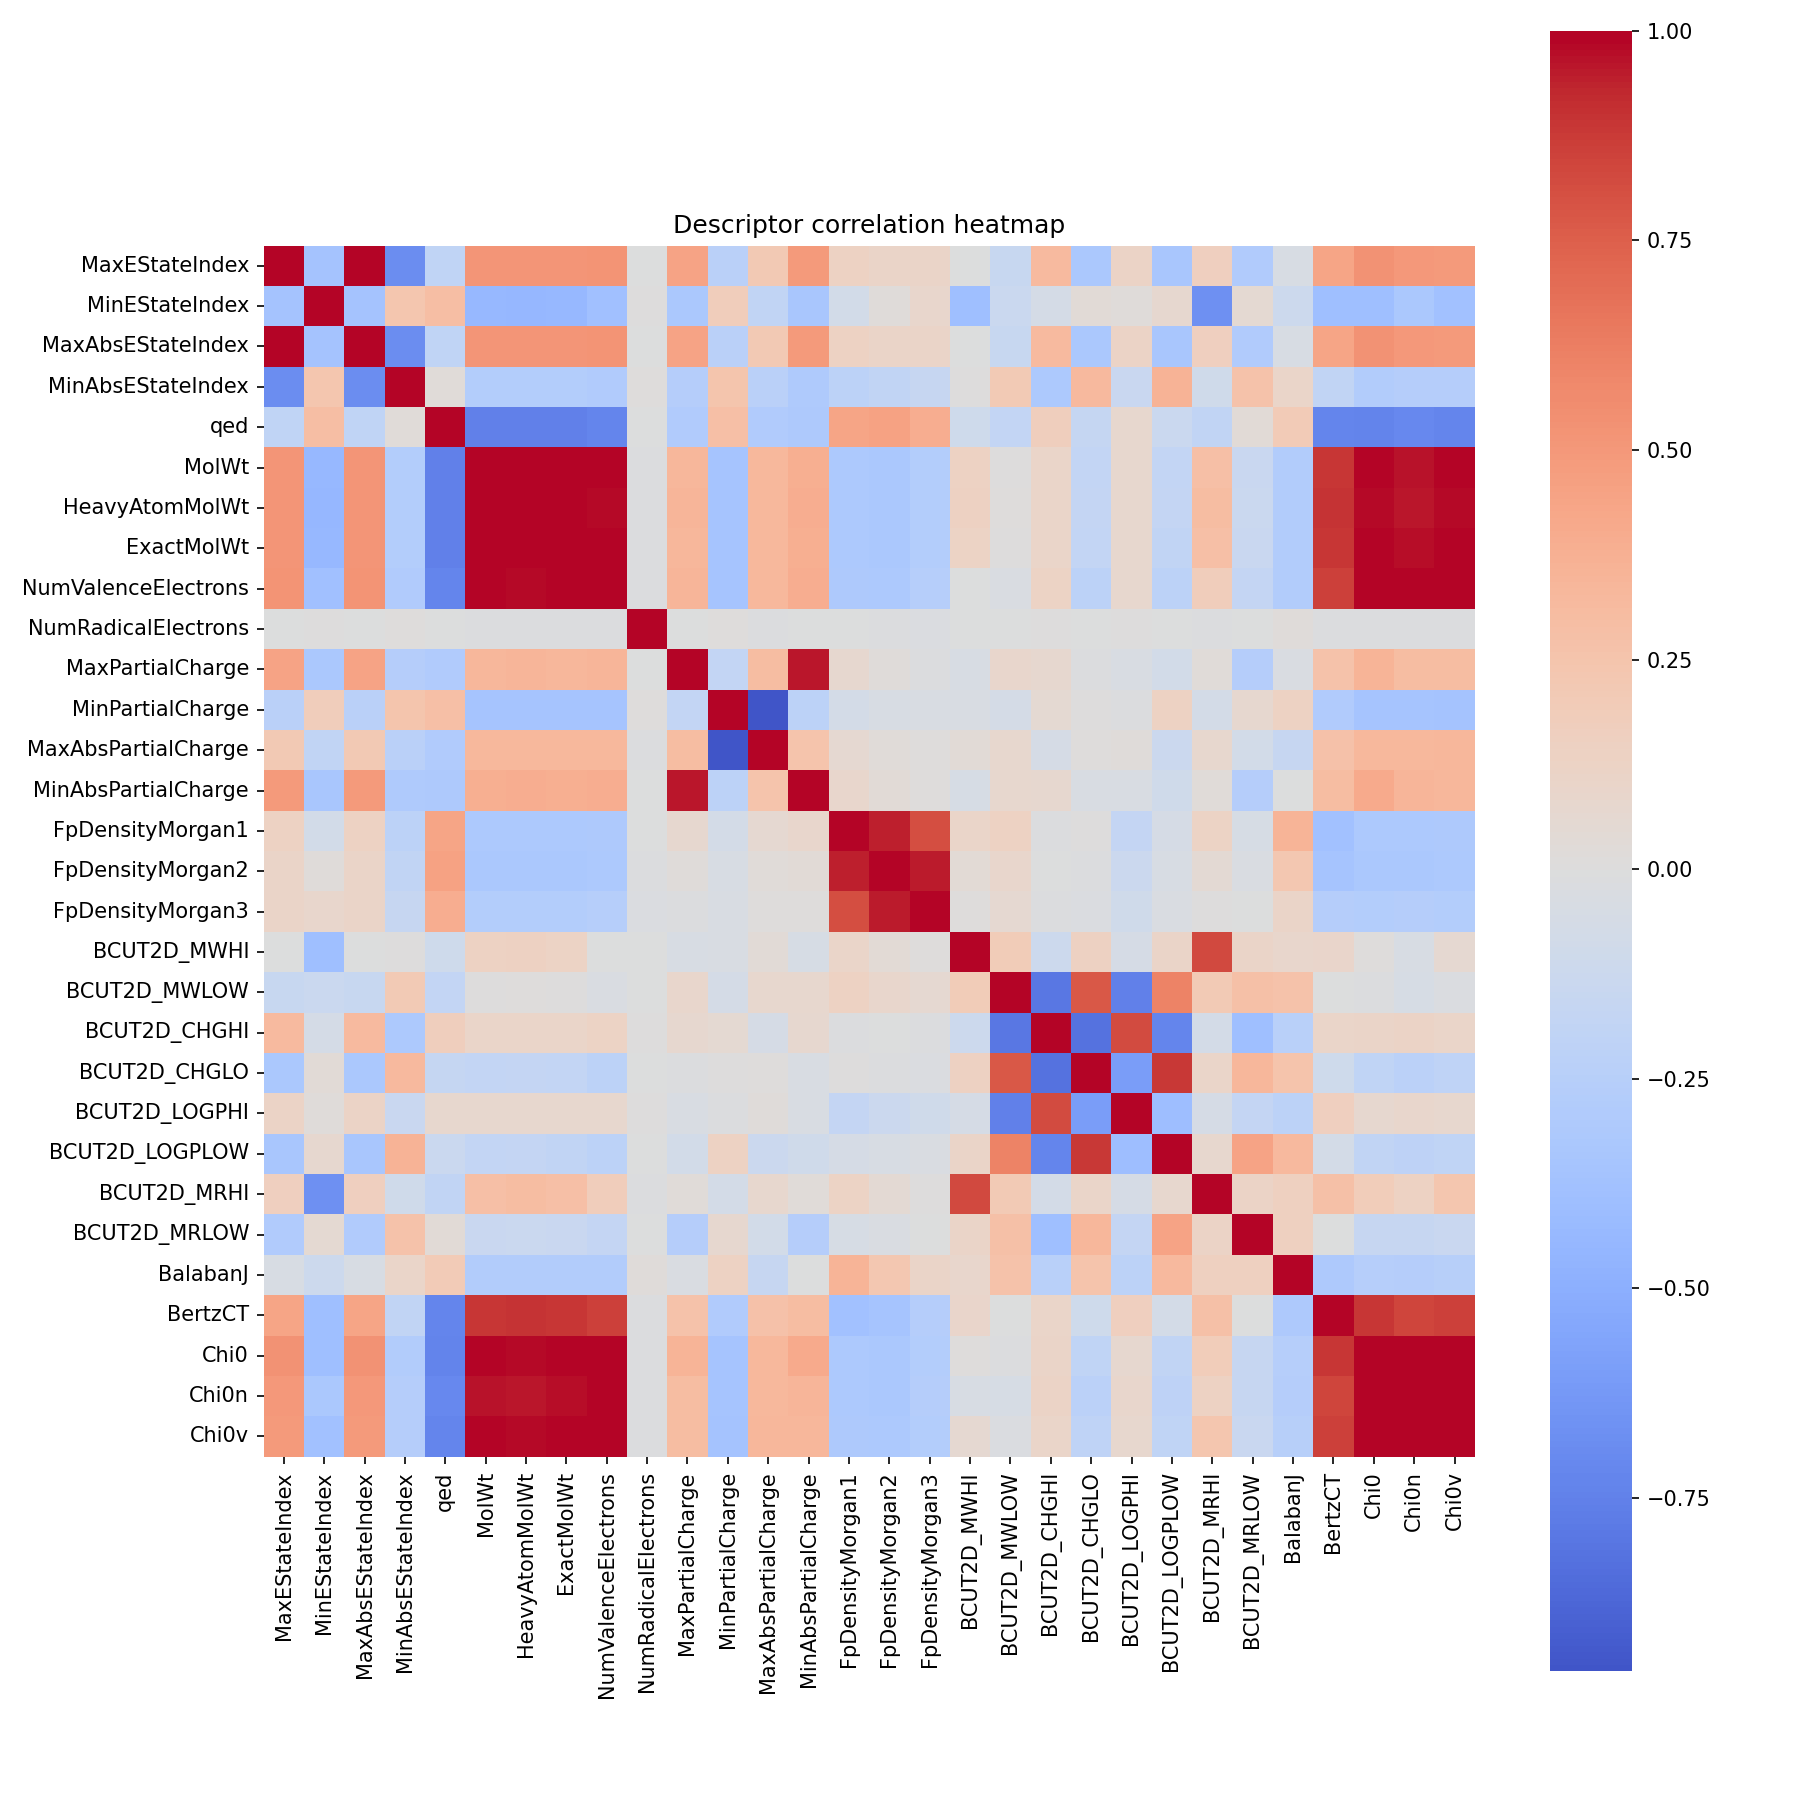 Descriptor correlation heatmap
MaxEStateIndex
MinEStateIndex
MaxAbsEStateIndex
MinAbsEStateIndex
qed
MolWt
HeavyAtomMolWt
ExactMolWt
NumValenceElectrons
NumRadicalElectrons
MaxPartialCharge
MinPartialCharge
MaxAbsPartialCharge
MinAbsPartialCharge
FpDensityMorgan1
FpDensityMorgan2
FpDensityMorgan3
BCUT2D_MWHI
BCUT2D_MWLOW
BCUT2D_CHGHI
BCUT2D_CHGLO
BCUT2D_LOGPHI
BCUT2D_LOGPLOW
BCUT2D_MRHI
BCUT2D_MRLOW
BalabanJ
BertzCT
Chi0
Chi0n
Chi0v
MaxEStateIndex
MinEStateIndex
MaxAbsEStateIndex
MinAbsEStateIndex
qed
MolWt
HeavyAtomMolWt
ExactMolWt
NumValenceElectrons
NumRadicalElectrons
MaxPartialCharge
MinPartialCharge
MaxAbsPartialCharge
MinAbsPartialCharge
FpDensityMorgan1
FpDensityMorgan2
FpDensityMorgan3
BCUT2D_MWHI
BCUT2D_MWLOW
BCUT2D_CHGHI
BCUT2D_CHGLO
BCUT2D_LOGPHI
BCUT2D_LOGPLOW
BCUT2D_MRHI
BCUT2D_MRLOW
BalabanJ
BertzCT
Chi0
Chi0n
Chi0v
1.00
0.75
0.50
0.25
0.00
−0.25
−0.50
−0.75